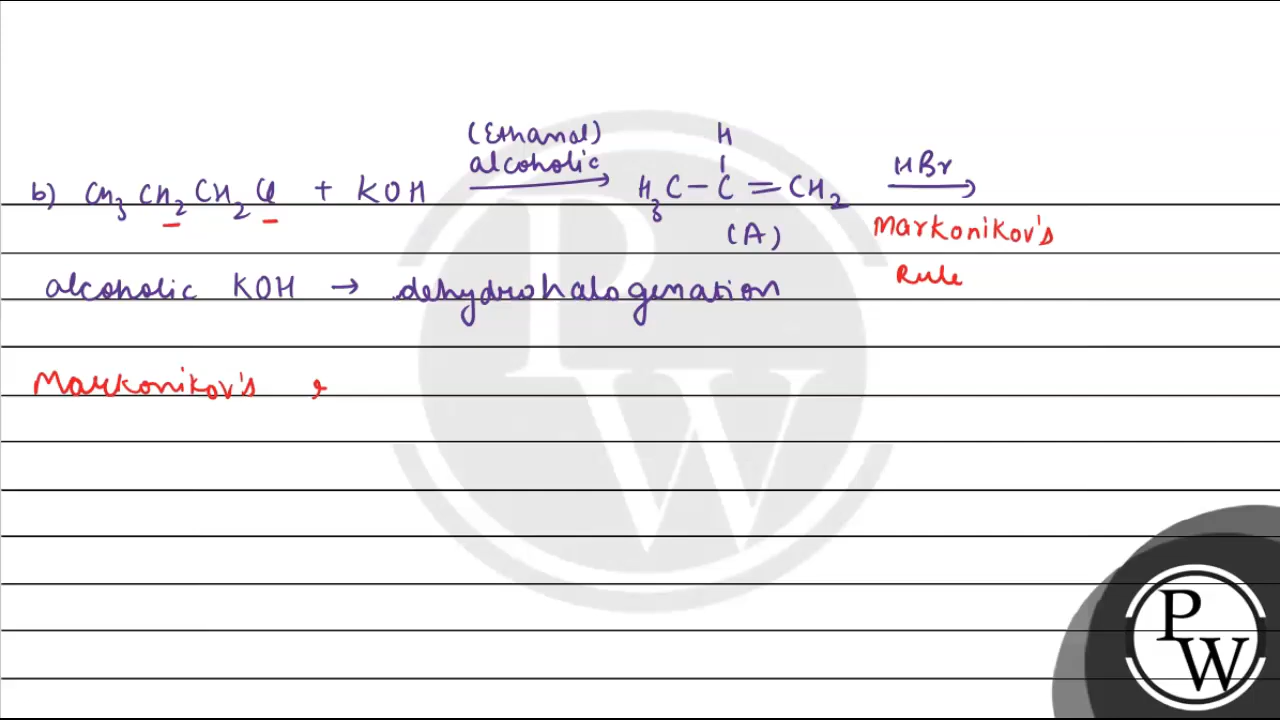 b) CH₃ CH₂ CH₂ Cl + KOH (Ethanol) alcoholic → H₃C – C(H) = CH₂ HBr →
(A) Markonikov's
alcoholic KOH → dehydrohalogenation Rule
Markonikov's
P
W
P
W